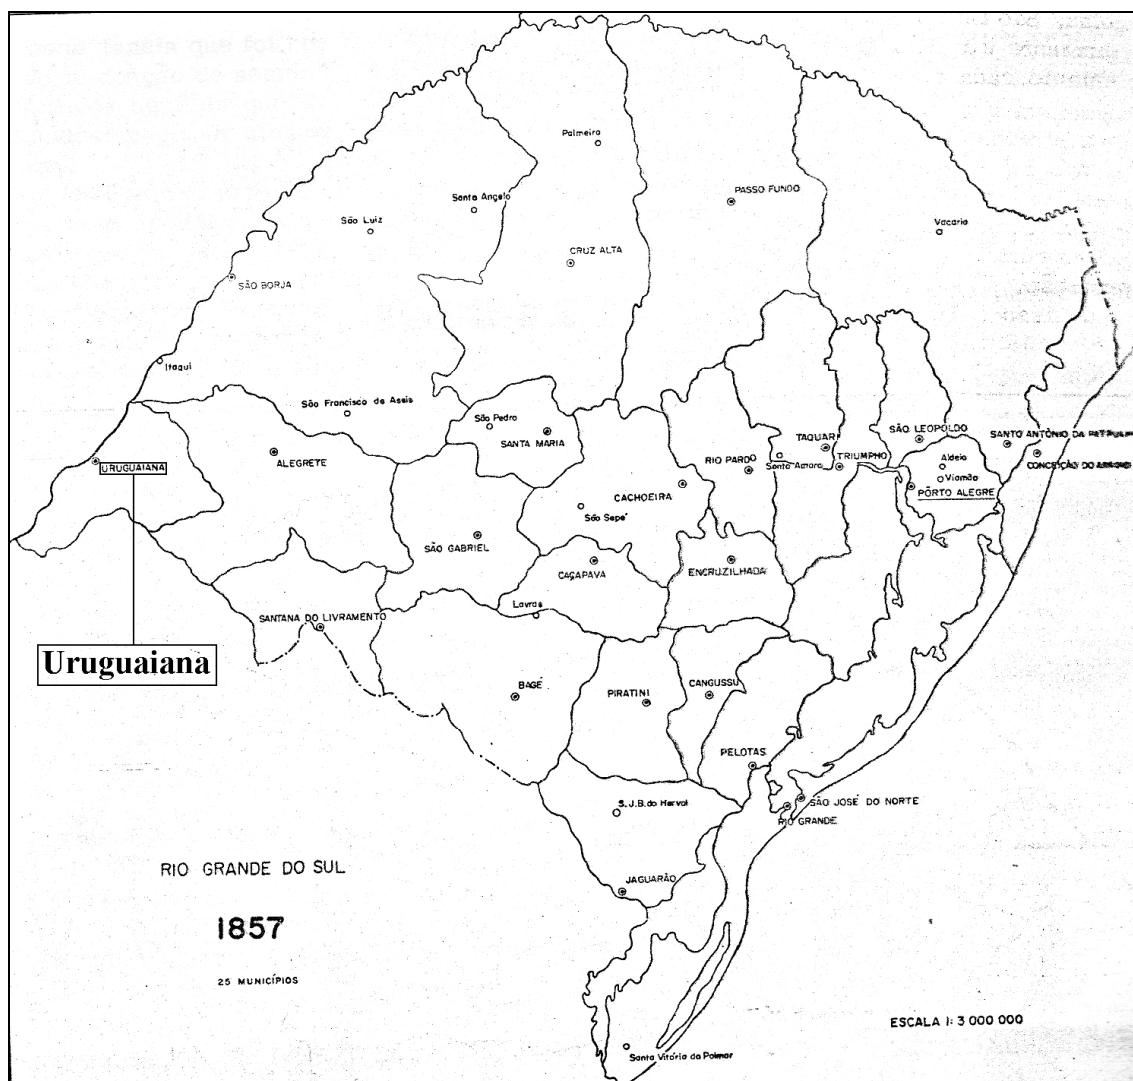 Palmeira
Santo Angelo
PASSO FUNDO
São Luiz
Vacaria
CRUZ ALTA
SÃO BORJA
Itaqui
São Francisco de Assis
São Pedro
SANTA MARIA
TAQUARI
SÃO LEOPOLDO
SANTO ANTÔNIO DA PATRULHA
URUGUAIANA
ALEGRETE
RIO PARDO
Santo Amaro
TRIUMPHO
Aldeia
CONCEIÇÃO DO ARROIO
Viamão
PÔRTO ALEGRE
CACHOEIRA
São Sepé
SÃO GABRIEL
CAÇAPAVA
ENCRUZILHADA
Lavras
SANTANA DO LIVRAMENTO
Uruguaiana
BAGÉ
PIRATINI
CANGUSSU
PELOTAS
S.J.B.do Herval
SÃO JOSÉ DO NORTE
RIO GRANDE
RIO GRANDE DO SUL
JAGUARÃO
1857
25 MUNICÍPIOS
ESCALA 1: 3 000 000
Santa Vitória do Palmar